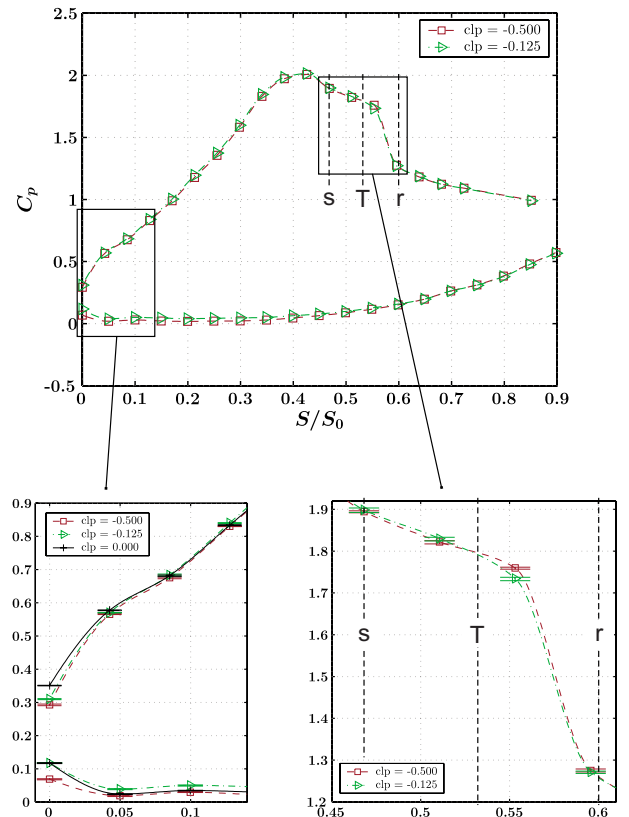 2.5
2
1.5
1
0.5
0
-0.5
C_p
clp = -0.500
clp = -0.125
s T r
0 0.1 0.2 0.3 0.4 0.5 0.6 0.7 0.8 0.9
S/S_0
0.9
0.8
0.7
0.6
0.5
0.4
0.3
0.2
0.1
0
clp = -0.500
clp = -0.125
clp = 0.000
0 0.05 0.1
1.9
1.8
1.7
1.6
1.5
1.4
1.3
1.2
s T r
clp = -0.500
clp = -0.125
0.45 0.5 0.55 0.6